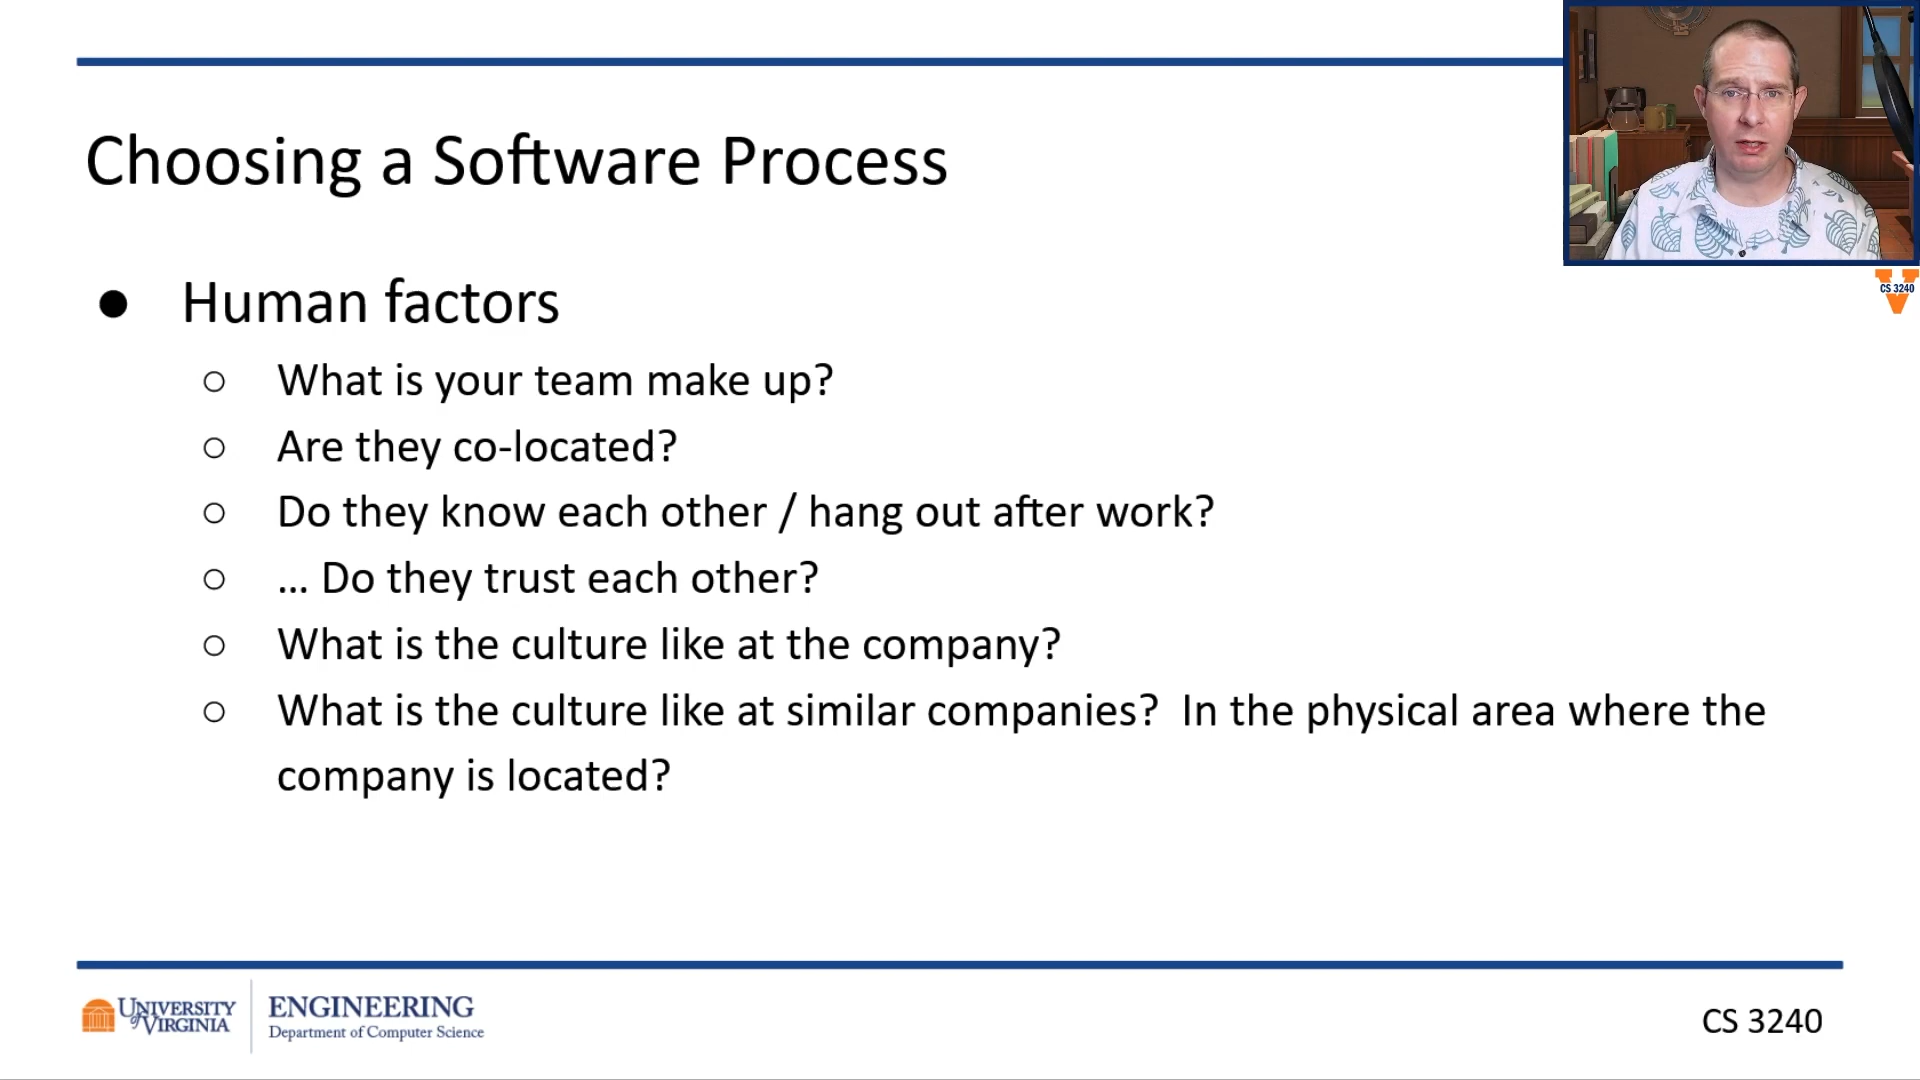 Choosing a Software Process
CS 3240
● Human factors
○ What is your team make up?
○ Are they co-located?
○ Do they know each other / hang out after work?
○ ... Do they trust each other?
○ What is the culture like at the company?
○ What is the culture like at similar companies?  In the physical area where the
company is located?
UNIVERSITY
of VIRGINIA
ENGINEERING
Department of Computer Science
CS 3240